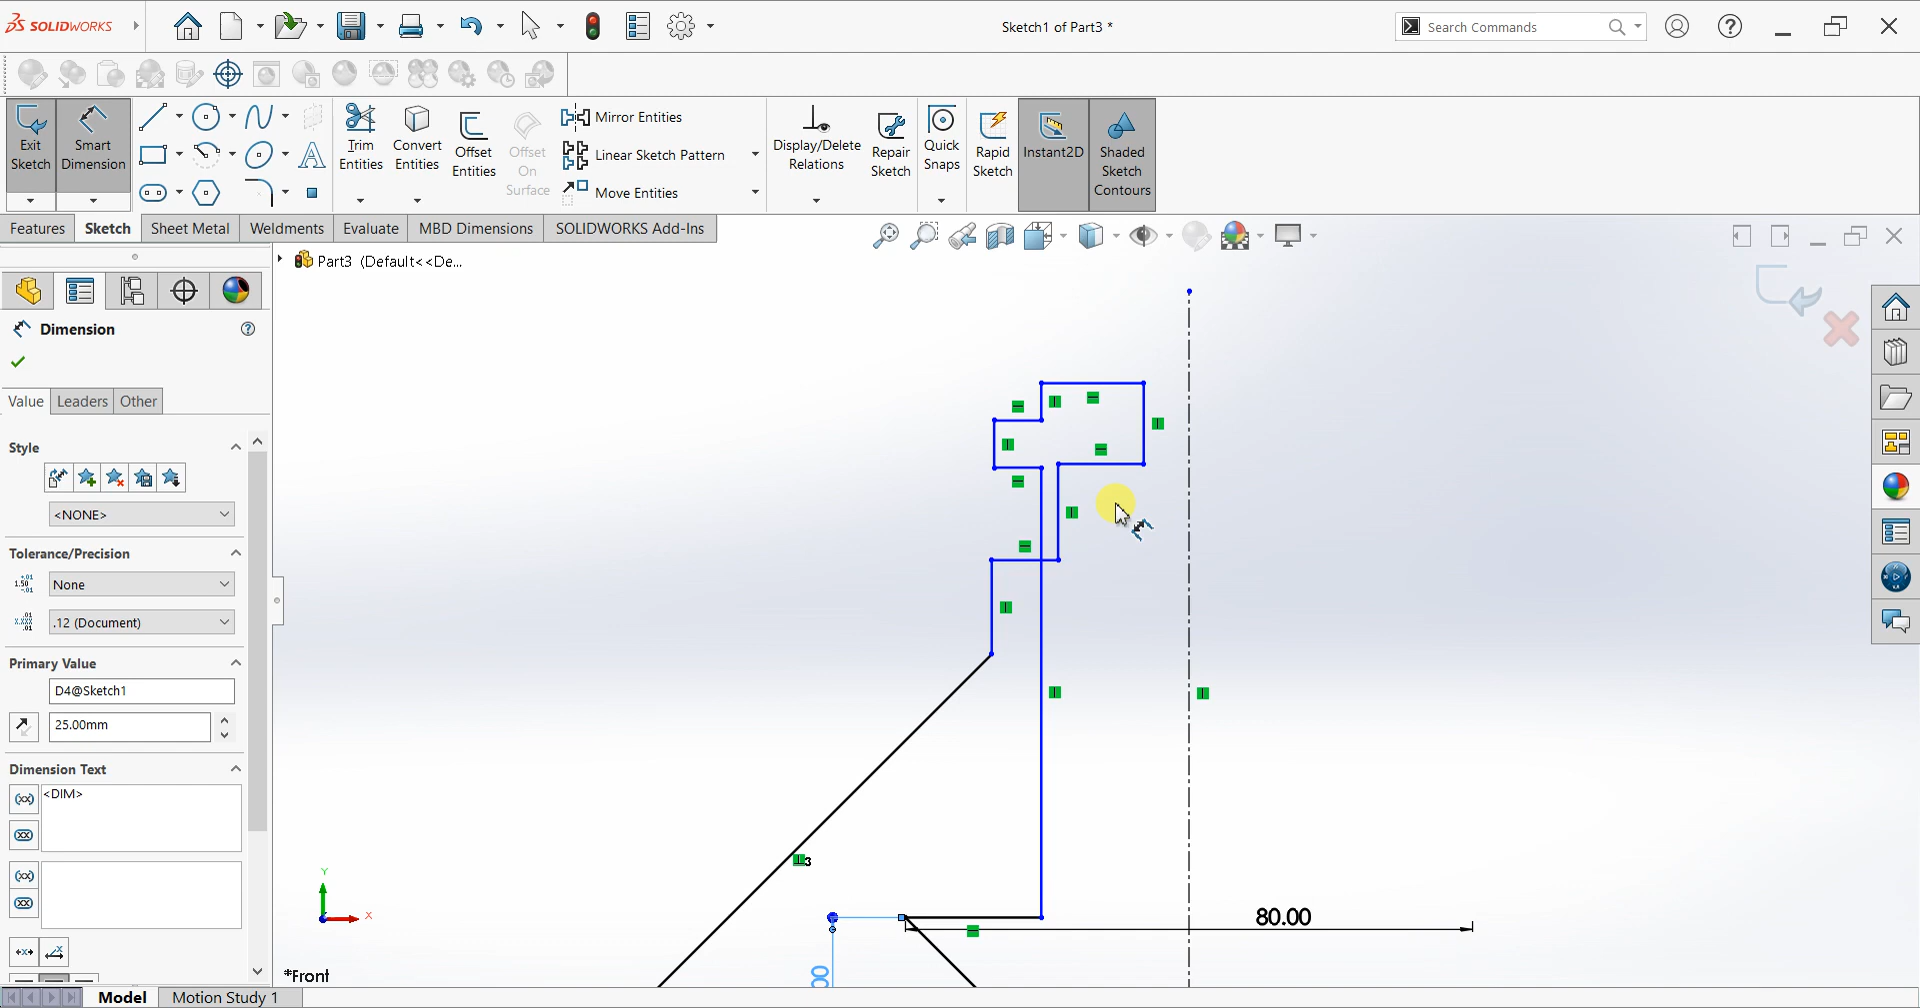 SOLIDWORKS
Sketch1 of Part3 *
Search Commands
Exit Sketch
Smart Dimension
Trim Entities
Convert Entities
Offset Entities
Offset On Surface
Mirror Entities
Linear Sketch Pattern
Move Entities
Display/Delete Relations
Repair Sketch
Quick Snaps
Rapid Sketch
Instant2D
Shaded Sketch Contours
Features
Sketch
Sheet Metal
Weldments
Evaluate
MBD Dimensions
SOLIDWORKS Add-Ins
Part3 (Default<<De...
Dimension
Value
Leaders
Other
Style
<NONE>
Tolerance/Precision
None
.12 (Document)
Primary Value
D4@Sketch1
25.00mm
Dimension Text
<DIM>
3
80.00
Y
X
*Front
Model
Motion Study 1